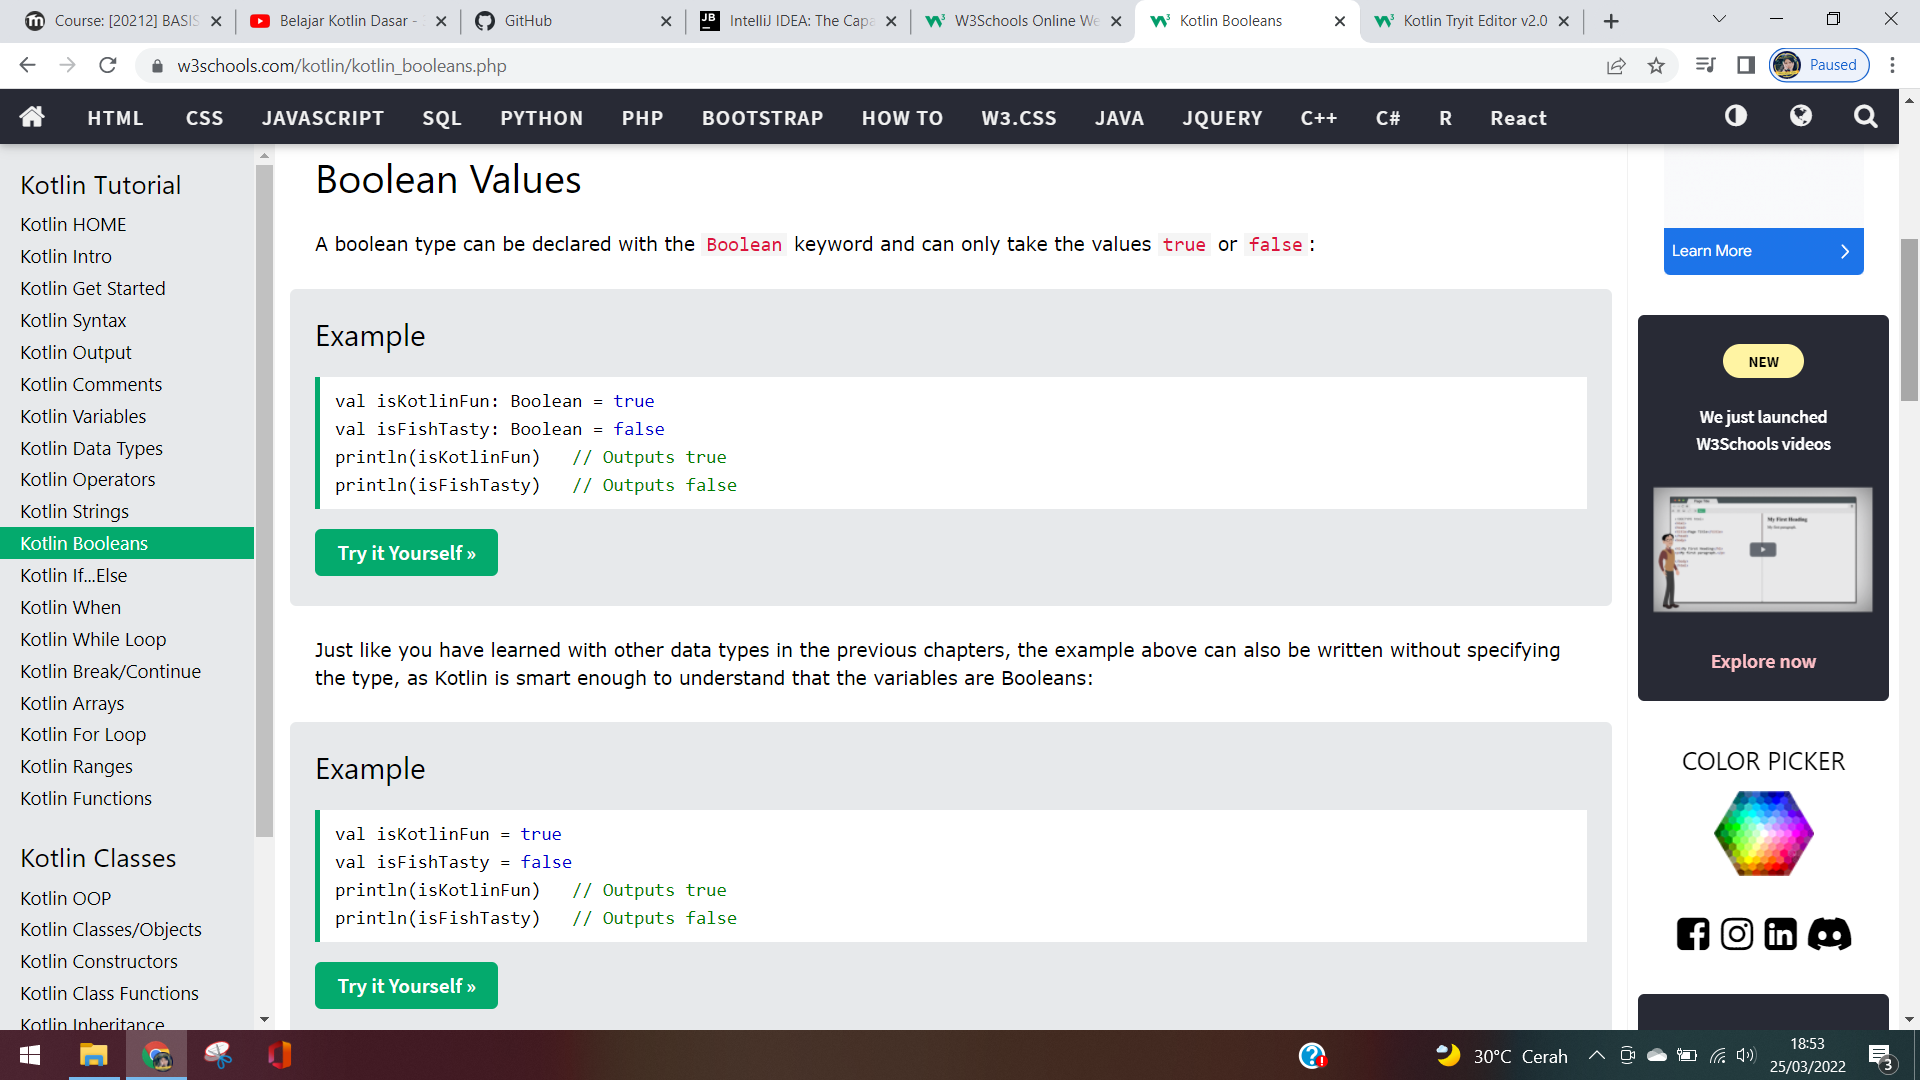 Course: [20212] BASIS
Belajar Kotlin Dasar -
GitHub
IntelliJ IDEA: The Capa
W3Schools Online We
Kotlin Booleans
Kotlin Tryit Editor v2.0
w3schools.com/kotlin/kotlin_booleans.php
Paused
HTML CSS JAVASCRIPT SQL PYTHON PHP BOOTSTRAP HOW TO W3.CSS JAVA JQUERY C++ C# R React
Kotlin Tutorial
Kotlin HOME
Kotlin Intro
Kotlin Get Started
Kotlin Syntax
Kotlin Output
Kotlin Comments
Kotlin Variables
Kotlin Data Types
Kotlin Operators
Kotlin Strings
Kotlin Booleans
Kotlin If...Else
Kotlin When
Kotlin While Loop
Kotlin Break/Continue
Kotlin Arrays
Kotlin For Loop
Kotlin Ranges
Kotlin Functions
Kotlin Classes
Kotlin OOP
Kotlin Classes/Objects
Kotlin Constructors
Kotlin Class Functions
Kotlin Inheritance
Boolean Values
A boolean type can be declared with the Boolean keyword and can only take the values true or false:
Example
val isKotlinFun: Boolean = true
val isFishTasty: Boolean = false
println(isKotlinFun)   // Outputs true
println(isFishTasty)   // Outputs false
Try it Yourself »
Just like you have learned with other data types in the previous chapters, the example above can also be written without specifying
the type, as Kotlin is smart enough to understand that the variables are Booleans:
Example
val isKotlinFun = true
val isFishTasty = false
println(isKotlinFun)   // Outputs true
println(isFishTasty)   // Outputs false
Try it Yourself »
Learn More
NEW
We just launched
W3Schools videos
My First Heading
Explore now
COLOR PICKER
30°C Cerah
18:53
25/03/2022
3